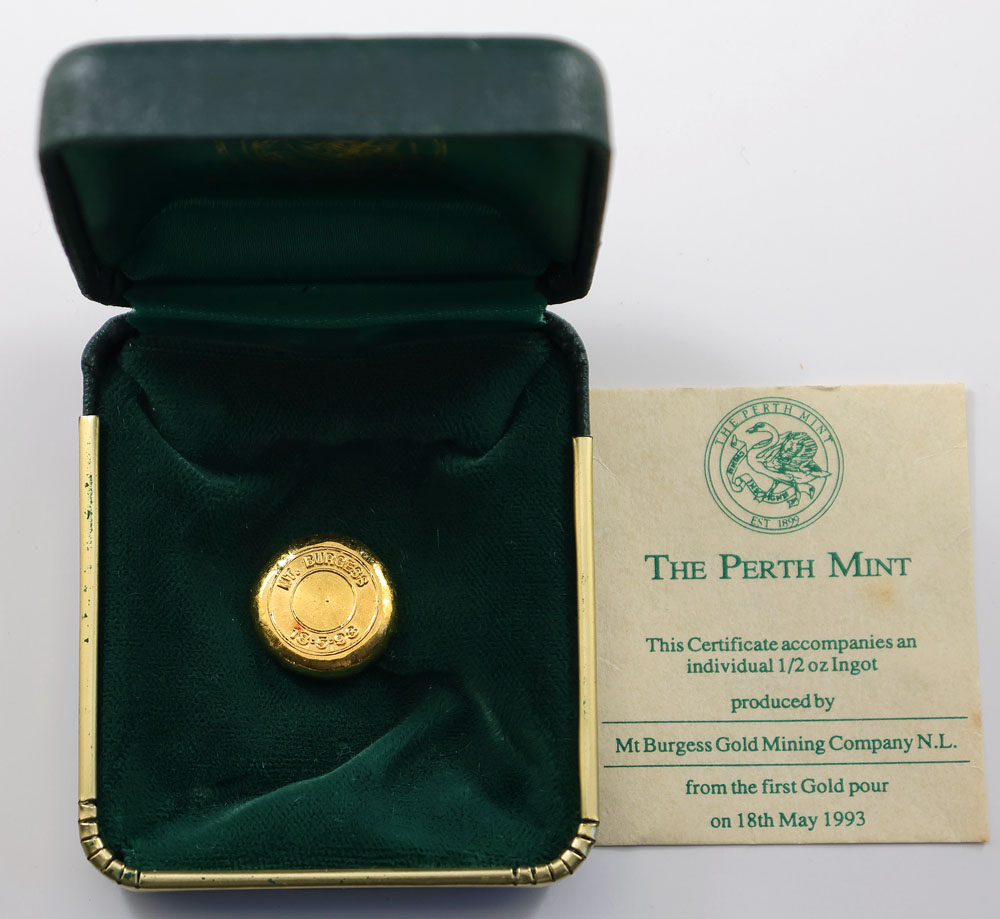 MT. BURGESS
18·5·93
THE PERTH MINT
EST 1899
THE PERTH MINT
This Certificate accompanies an
individual 1/2 oz Ingot
produced by
Mt Burgess Gold Mining Company N.L.
from the first Gold pour
on 18th May 1993